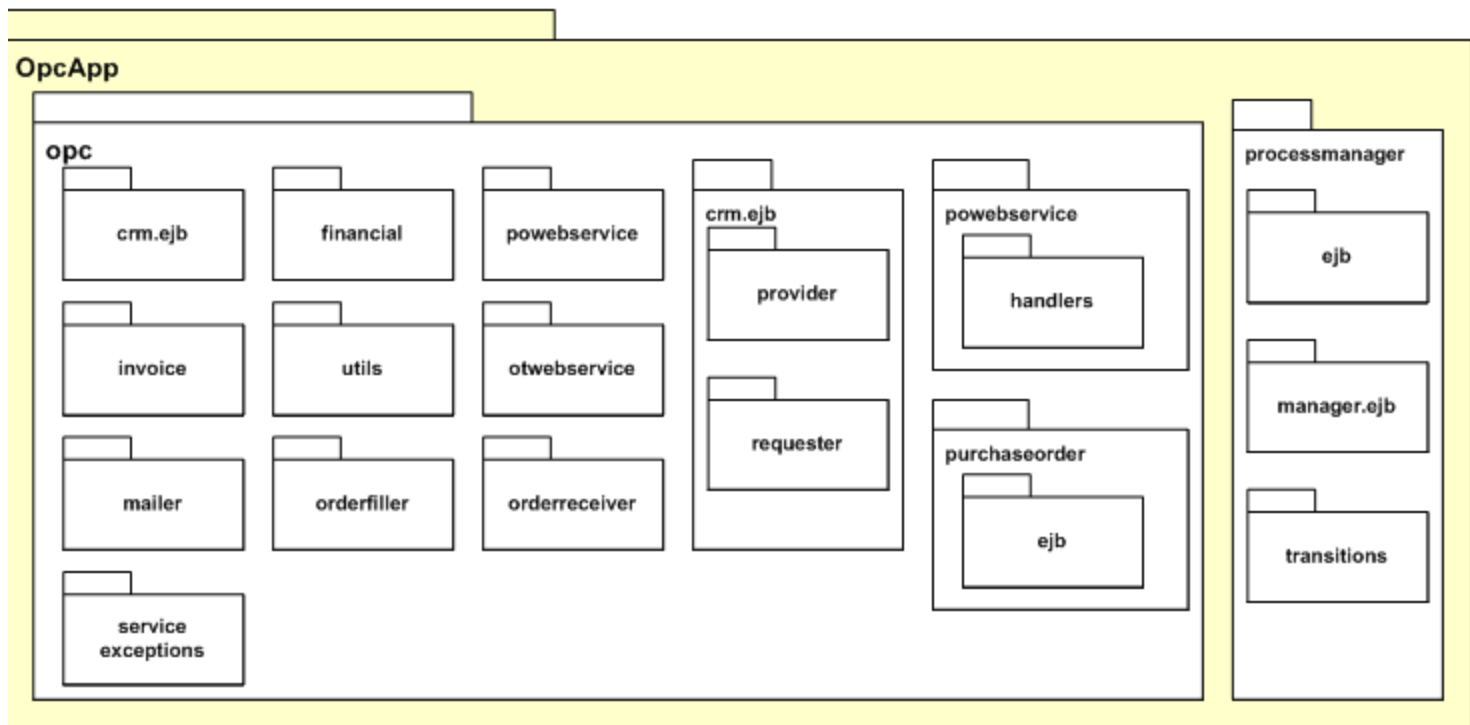 OpcApp
opc
crm.ejb
financial
powebservice
invoice
utils
otwebservice
mailer
orderfiller
orderreceiver
service
exceptions
crm.ejb
provider
requester
powebservice
handlers
purchaseorder
ejb
processmanager
ejb
manager.ejb
transitions